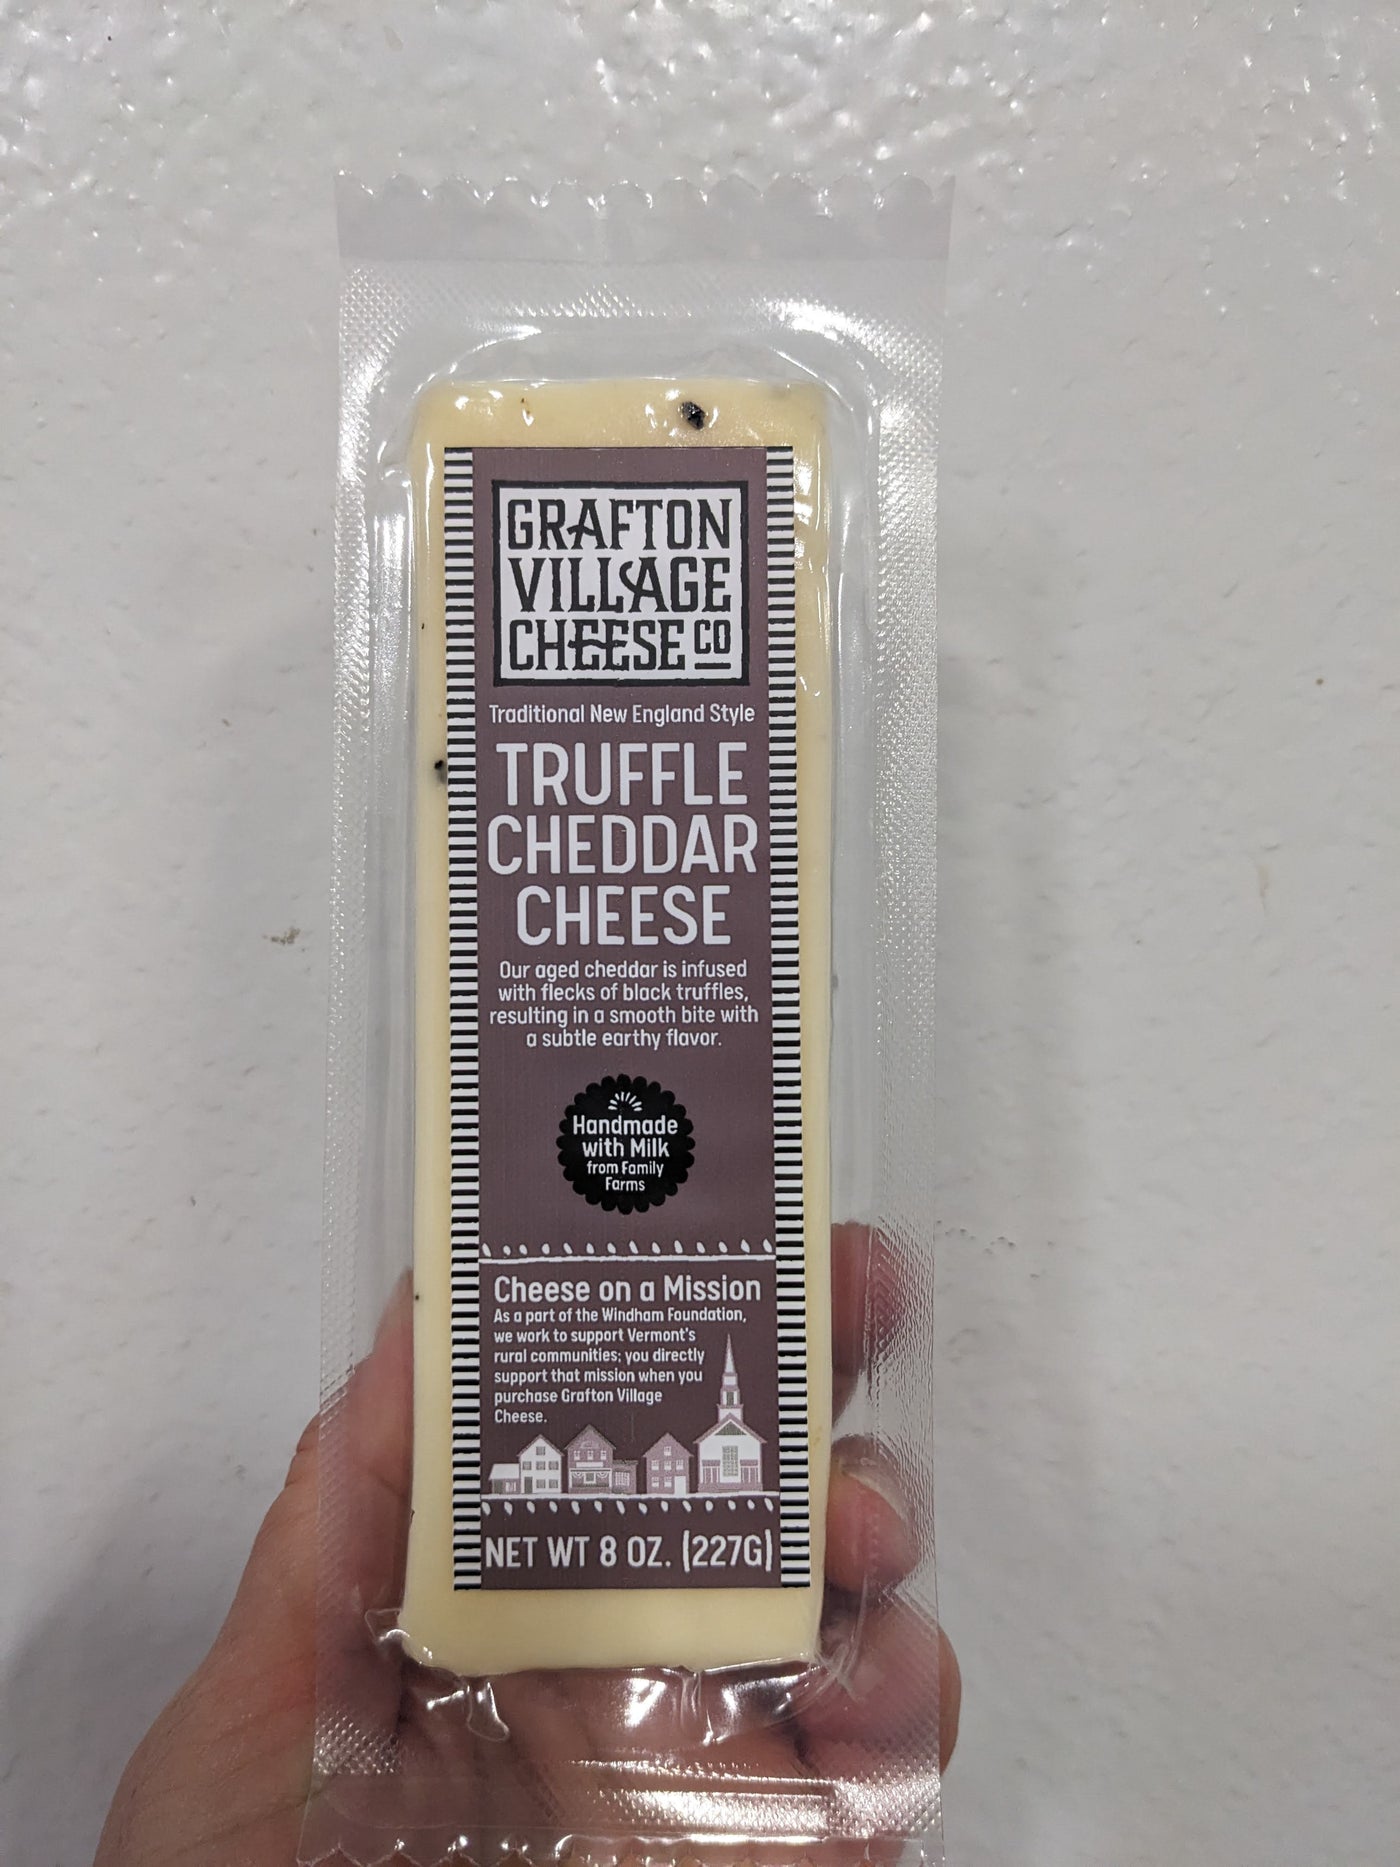 GRAFTON
VILLAGE
CHEESE CO
Traditional New England Style
TRUFFLE
CHEDDAR
CHEESE
Our aged cheddar is infused
with flecks of black truffles,
resulting in a smooth bite with
a subtle earthy flavor.
Handmade
with Milk
from Family
Farms
Cheese on a Mission
As a part of the Windham Foundation,
we work to support Vermont's
rural communities; you directly
support that mission when you
purchase Grafton Village
Cheese.
NET WT 8 OZ. (227G)